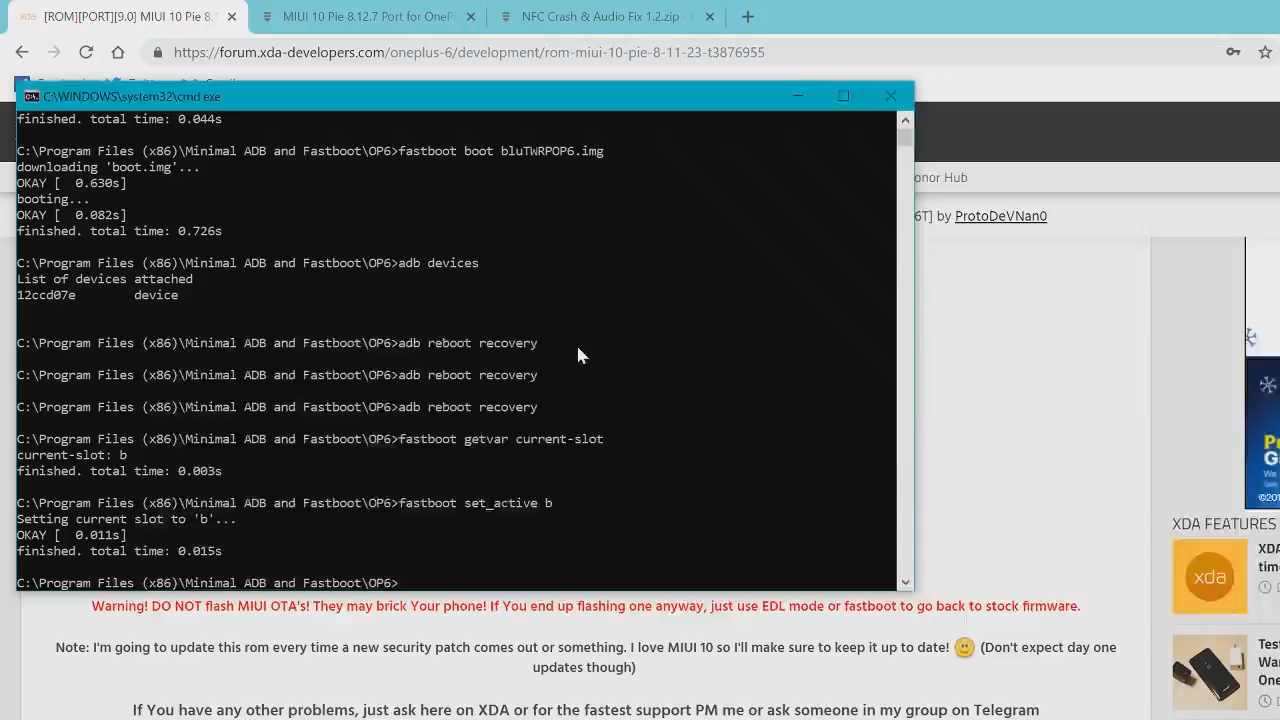 [ROM][PORT][9.0] MIUI 10 Pie 8.1
MIUI 10 Pie 8.12.7 Port for OneP
NFC Crash & Audio Fix 1.2.zip -
https://forum.xda-developers.com/oneplus-6/development/rom-miui-10-pie-8-11-23-t3876955
C:\WINDOWS\system32\cmd exe
finished. total time: 0.044s
C:\Program Files (x86)\Minimal ADB and Fastboot\OP6>fastboot boot bluTWRPOP6.img
downloading 'boot.img'...
OKAY [  0.630s]
booting...
OKAY [  0.082s]
finished. total time: 0.726s
C:\Program Files (x86)\Minimal ADB and Fastboot\OP6>adb devices
List of devices attached
12ccd07e       device
C:\Program Files (x86)\Minimal ADB and Fastboot\OP6>adb reboot recovery
C:\Program Files (x86)\Minimal ADB and Fastboot\OP6>adb reboot recovery
C:\Program Files (x86)\Minimal ADB and Fastboot\OP6>adb reboot recovery
C:\Program Files (x86)\Minimal ADB and Fastboot\OP6>fastboot getvar current-slot
current-slot: b
finished. total time: 0.003s
C:\Program Files (x86)\Minimal ADB and Fastboot\OP6>fastboot set_active b
Setting current slot to 'b'...
OKAY [  0.011s]
finished. total time: 0.015s
C:\Program Files (x86)\Minimal ADB and Fastboot\OP6>
onor Hub
6T] by ProtoDeVNan0
Warning! DO NOT flash MIUI OTA's! They may brick Your phone! If You end up flashing one anyway, just use EDL mode or fastboot to go back to stock firmware.
Note: I'm going to update this rom every time a new security patch comes out or something. I love MIUI 10 so I'll make sure to keep it up to date! (Don't expect day one
updates though)
If You have any other problems, just ask here on XDA or for the fastest support PM me or ask someone in my group on Telegram
©201
XDA FEATURES
xda
XDA
time
Test
Wa
One